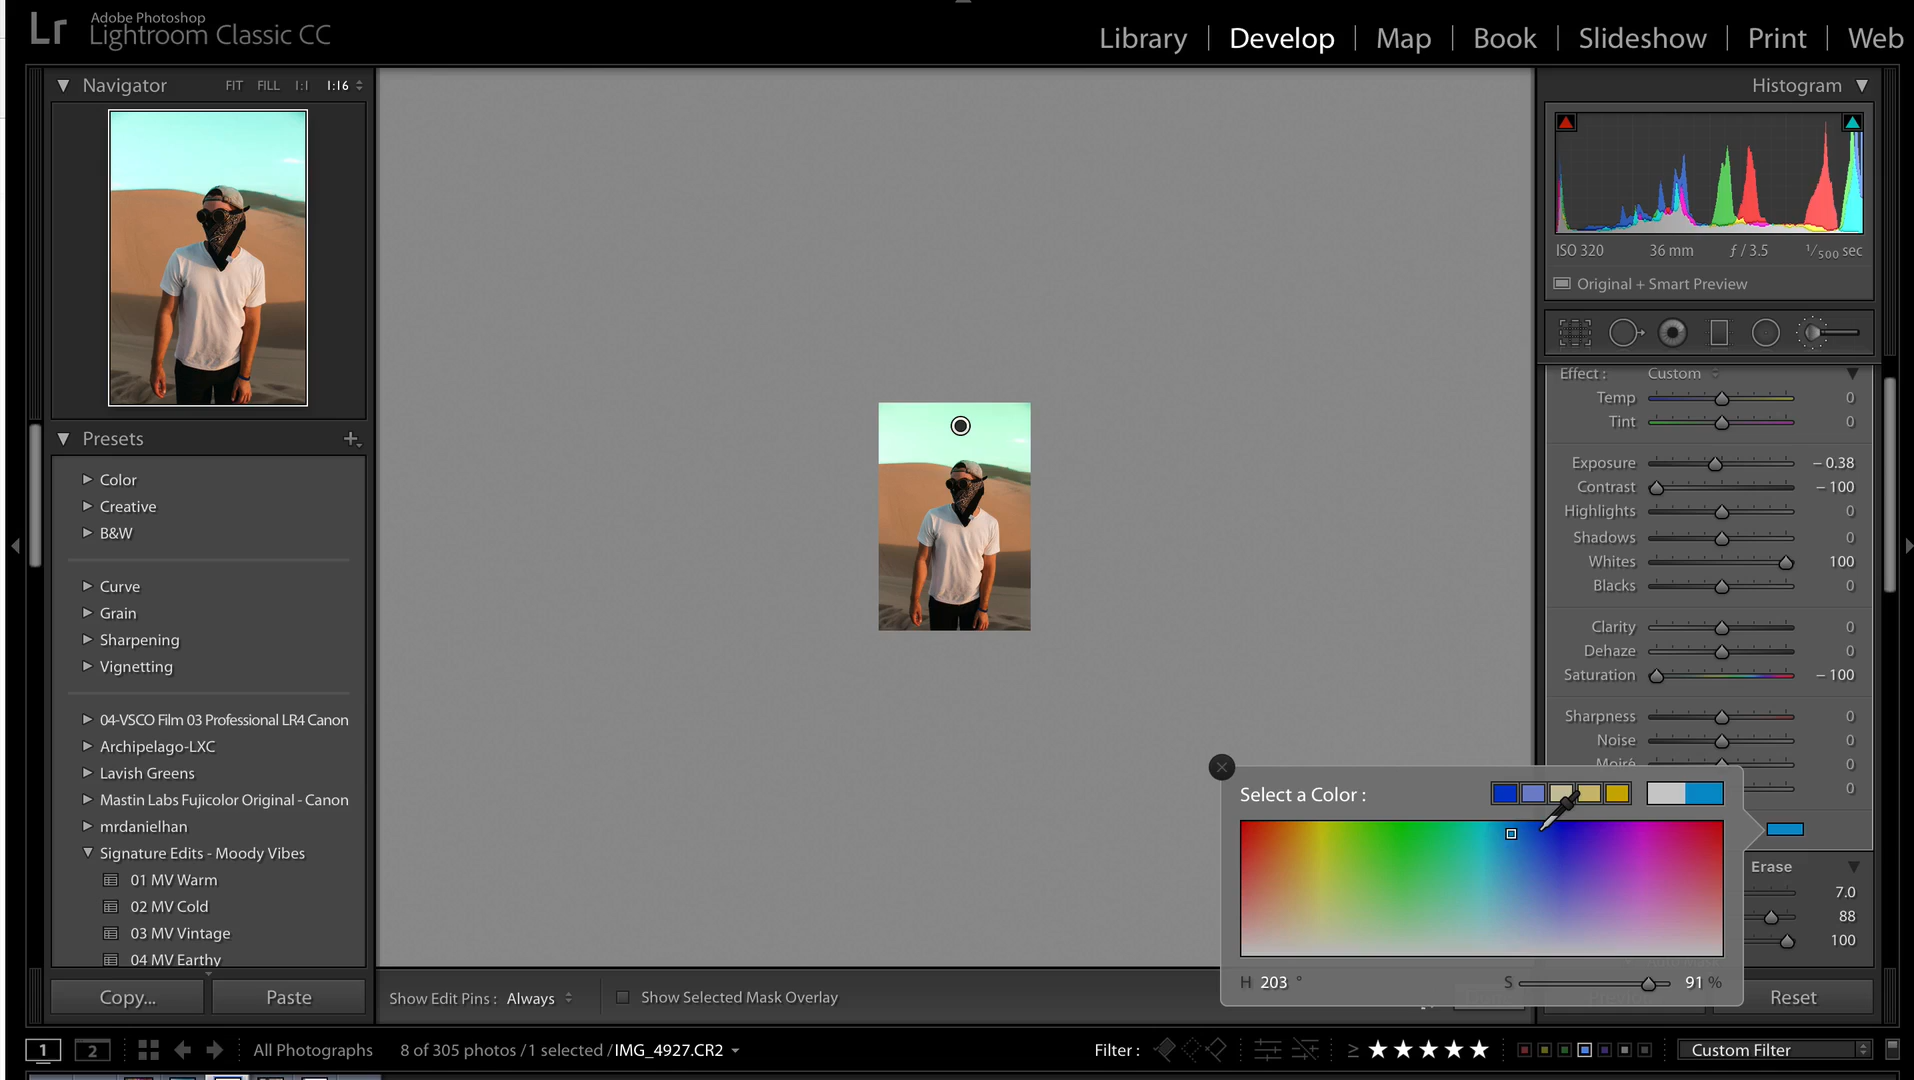 Lr Adobe Photoshop
Lightroom Classic CC
Library | Develop | Map | Book | Slideshow | Print | Web
Navigator FIT FILL 1:1 1:16
Presets +
Color
Creative
B&W
Curve
Grain
Sharpening
Vignetting
04-VSCO Film 03 Professional LR4 Canon
Archipelago-LXC
Lavish Greens
Mastin Labs Fujicolor Original - Canon
mrdanielhan
Signature Edits - Moody Vibes
01 MV Warm
02 MV Cold
03 MV Vintage
04 MV Earthy
Copy... Paste
Show Edit Pins : Always Show Selected Mask Overlay
Histogram
ISO 320 36 mm ƒ / 3.5 1/500 sec
Original + Smart Preview
Effect : Custom
Temp 0
Tint 0
Exposure – 0.38
Contrast – 100
Highlights 0
Shadows 0
Whites 100
Blacks 0
Clarity 0
Dehaze 0
Saturation – 100
Sharpness 0
Noise 0
Moiré
0
Select a Color :
H 203 ° S 91 %
Erase
7.0
88
100
Reset
1 2 All Photographs 8 of 305 photos / 1 selected / IMG_4927.CR2
Filter : ≥ ★★★★★ Custom Filter